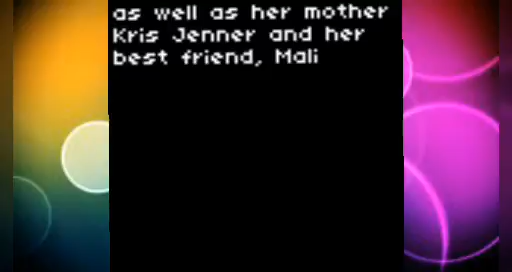 as well as her mother
Kris Jenner and her
best friend, Mali